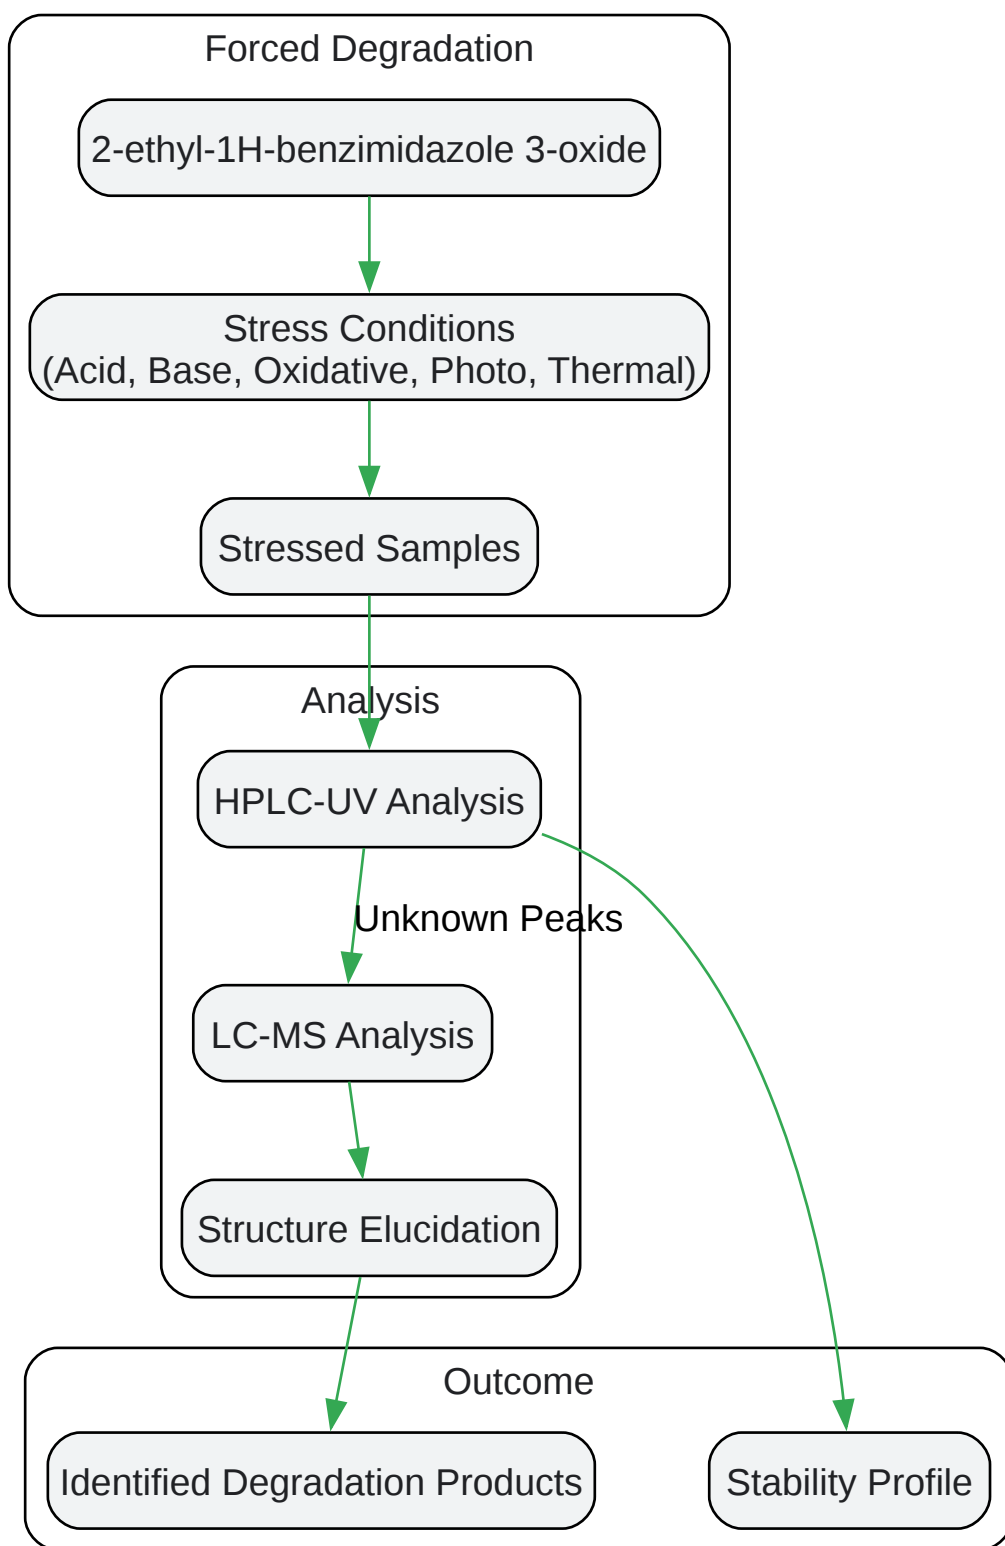 Forced Degradation
2-ethyl-1H-benzimidazole 3-oxide
Stress Conditions
(Acid, Base, Oxidative, Photo, Thermal)
Stressed Samples
Analysis
HPLC-UV Analysis
Unknown Peaks
LC-MS Analysis
Structure Elucidation
Outcome
Identified Degradation Products
Stability Profile